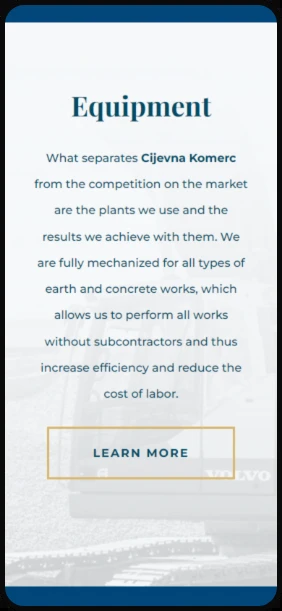 Equipment
What separates Cijevna Komerc
from the competition on the market
are the plants we use and the
results we achieve with them. We
are fully mechanized for all types of
earth and concrete works, which
allows us to perform all works
without subcontractors and thus
increase efficiency and reduce the
cost of labor.
LEARN MORE
VOLVO